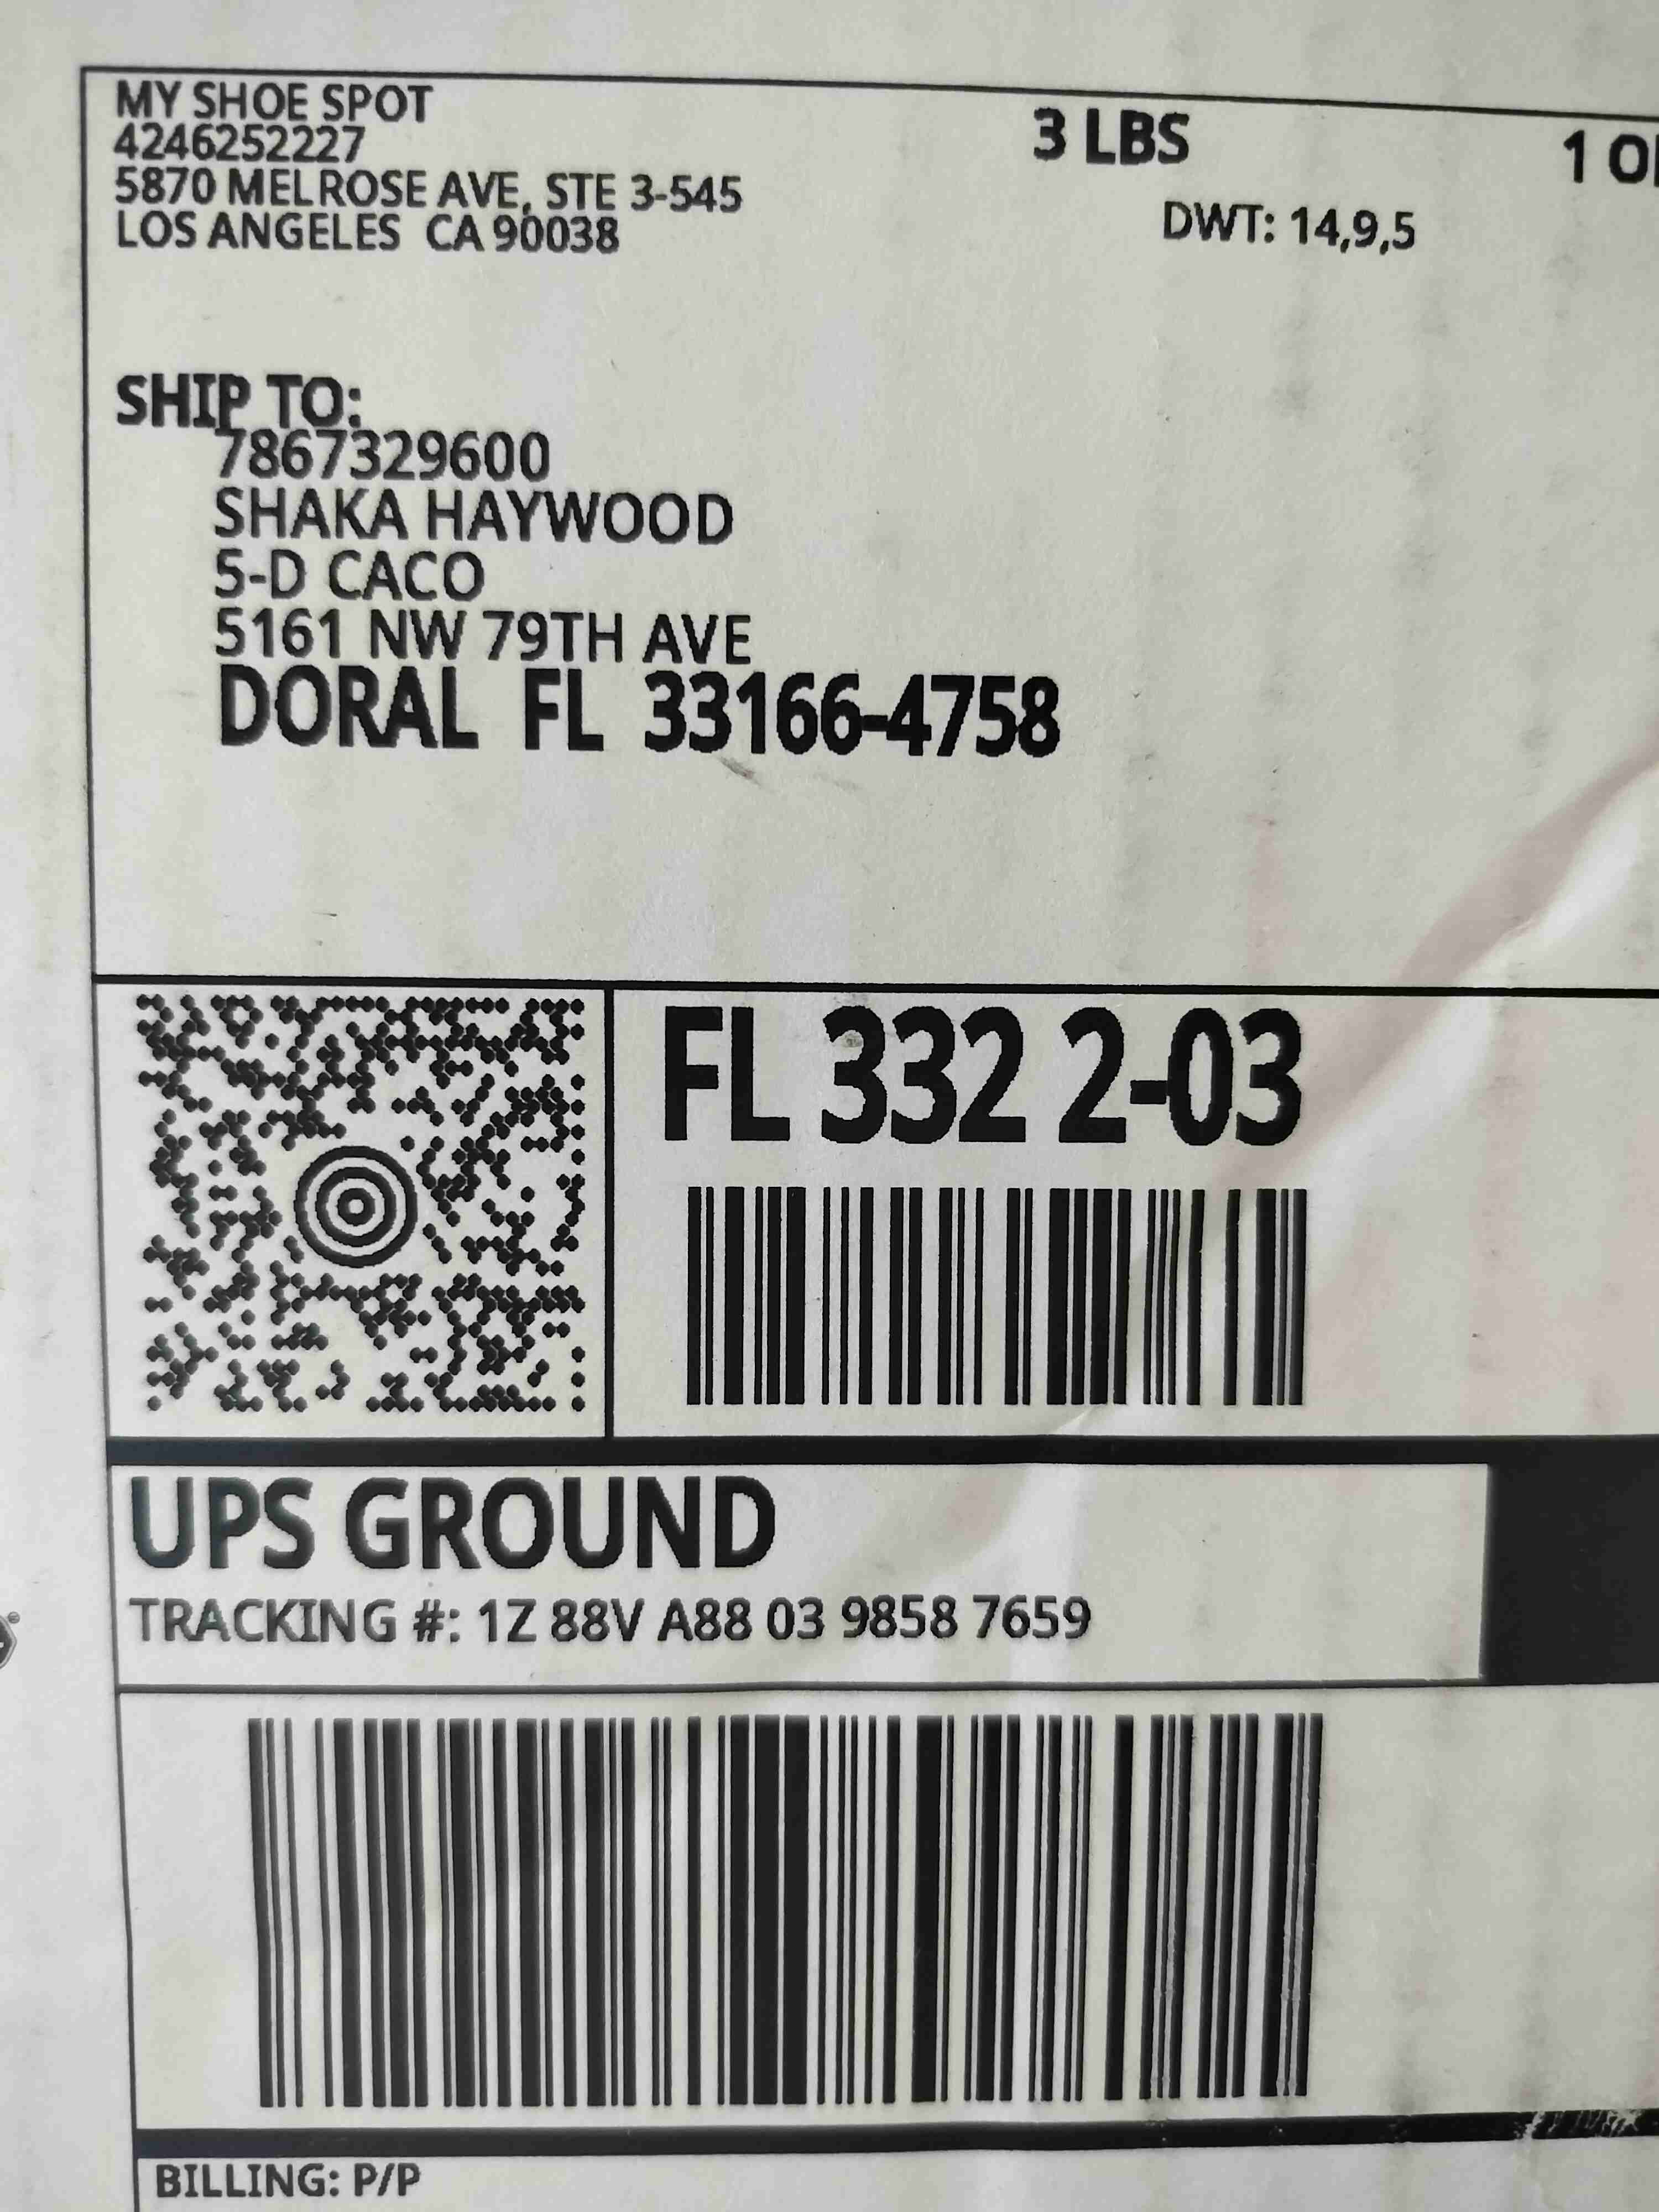 MY SHOE SPOT
4246252227
5870 MELROSE AVE, STE 3-545
LOS ANGELES CA 90038
3 LBS
1
DWT: 14,9,5
SHIP TO:
7867329600
SHAKA HAYWOOD
5-D CACO
5161 NW 79TH AVE
DORAL FL 33166-4758
FL 332 2-03
UPS GROUND
TRACKING #: 1Z 88V A88 03 9858 7659
BILLING: P/P